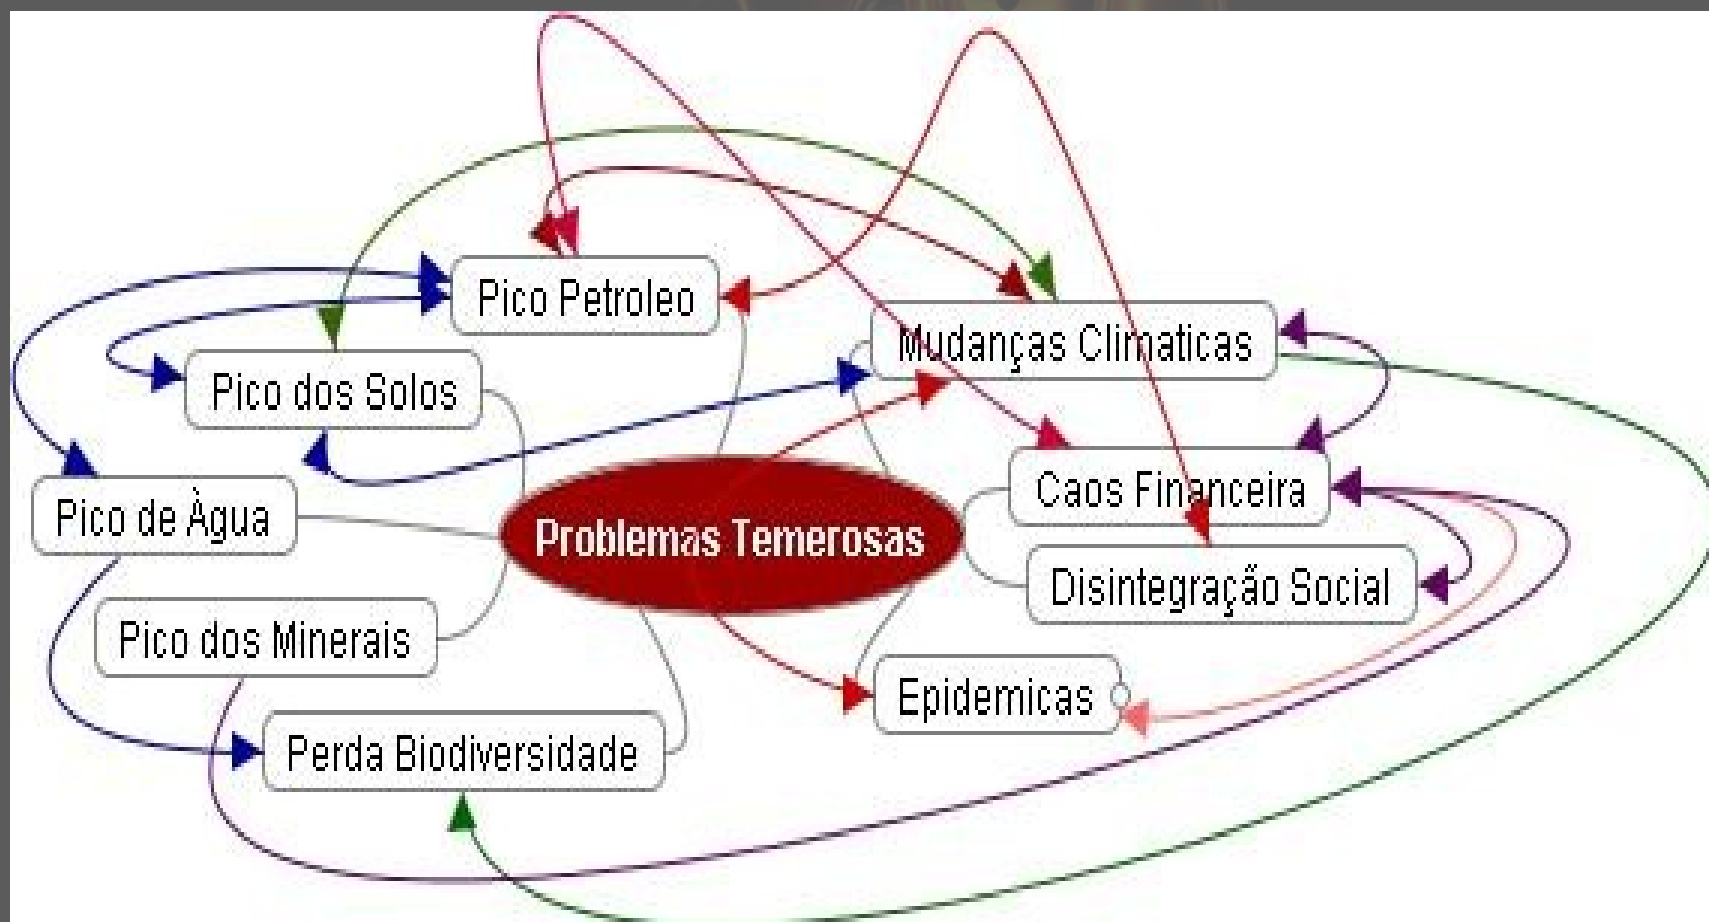 Pico Petroleo
Mudanças Climaticas
Pico dos Solos
Caos Financeira
Pico de Àgua
Problemas Temerosas
Disintegração Social
Pico dos Minerais
Epidemicas
Perda Biodiversidade